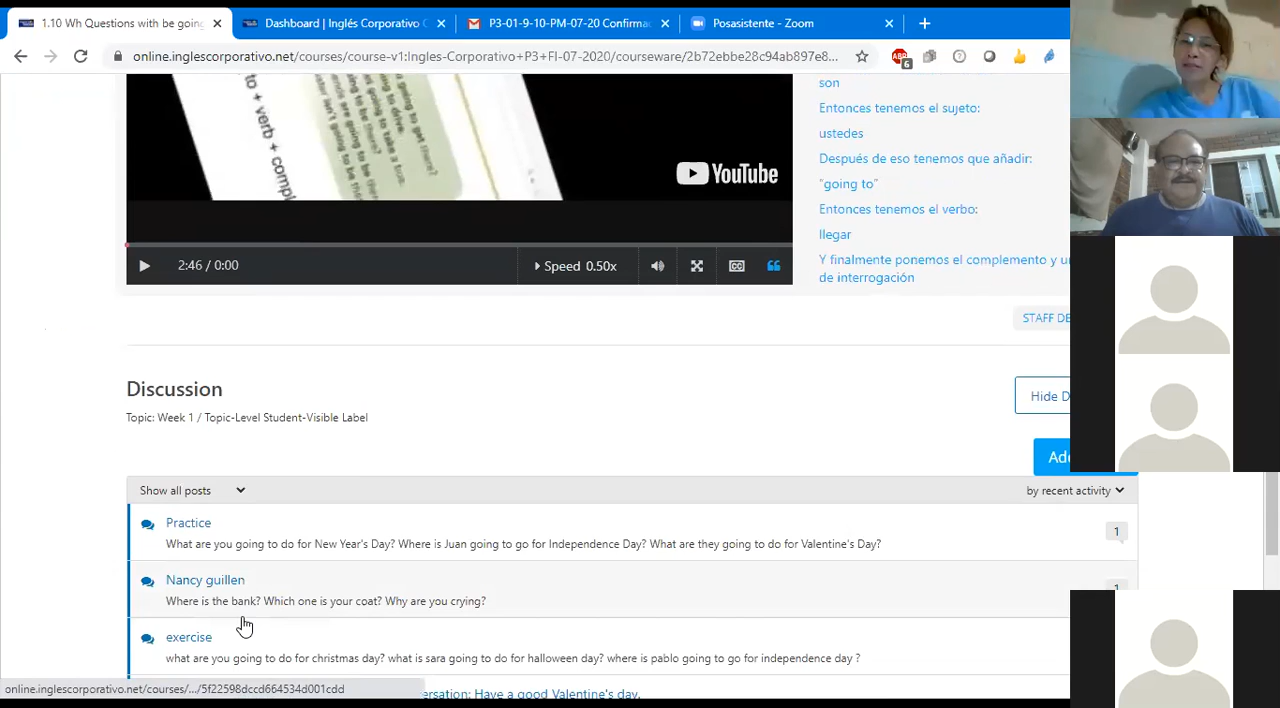 1.10 Wh Questions with be going
Dashboard | Inglés Corporativo C
P3-01-9-10-PM-07-20 Confirma
Posasistente - Zoom
online.inglescorporativo.net/courses/course-v1:Ingles-Corporativo+P3+FI-07-2020/courseware/2b72ebbe28c94ab897e8...
6
to + verb + compl
YouTube
2:46 / 0:00
Speed 0.50x
son
Entonces tenemos el sujeto:
ustedes
Después de eso tenemos que añadir:
"going to"
Entonces tenemos el verbo:
llegar
Y finalmente ponemos el complemento y u
de interrogación
STAFF DE
Discussion
Hide D
Topic: Week 1 / Topic-Level Student-Visible Label
Ad
Show all posts
by recent activity
Practice
1
What are you going to do for New Year's Day? Where is Juan going to go for Independence Day? What are they going to do for Valentine's Day?
Nancy guillen
1
Where is the bank? Which one is your coat? Why are you crying?
exercise
what are you going to do for christmas day? what is sara going to do for halloween day? where is pablo going to go for independence day ?
ersation: Have a good Valentine's day.
online.inglescorporativo.net/courses/.../5f22598dccd664534d001cdd